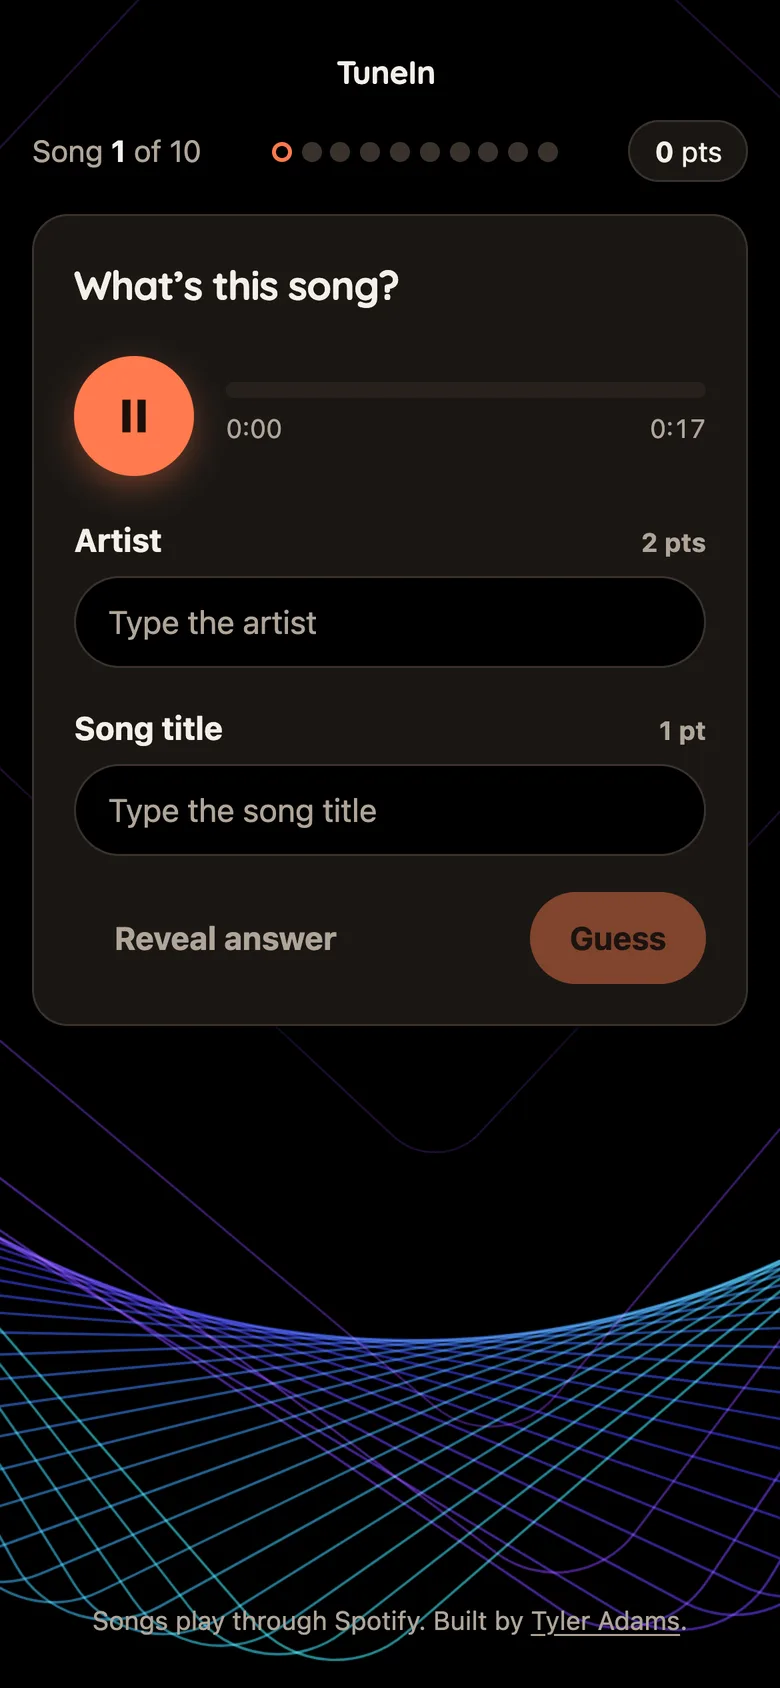 TuneIn
Song 1 of 10
0 pts
What's this song?
0:00 0:17
Artist 2 pts
Type the artist
Song title 1 pt
Type the song title
Reveal answer Guess
Songs play through Spotify. Built by Tyler Adams.